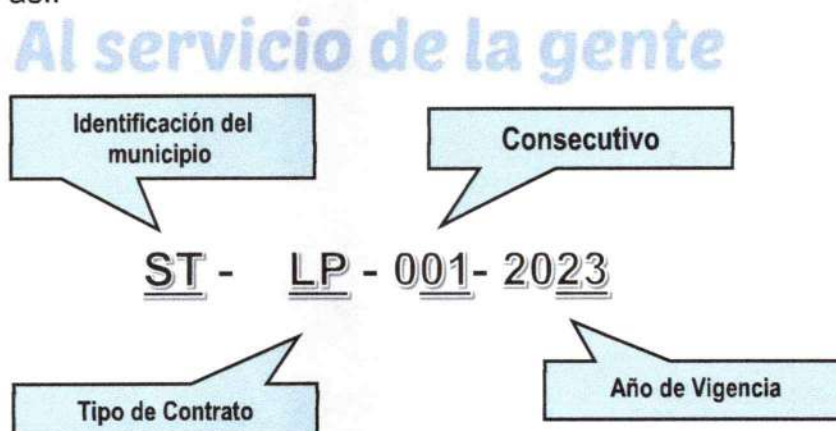 Al servicio de la gente
Identificación del
municipio
Consecutivo
ST - LP - 001- 2023
Tipo de Contrato
Año de Vigencia